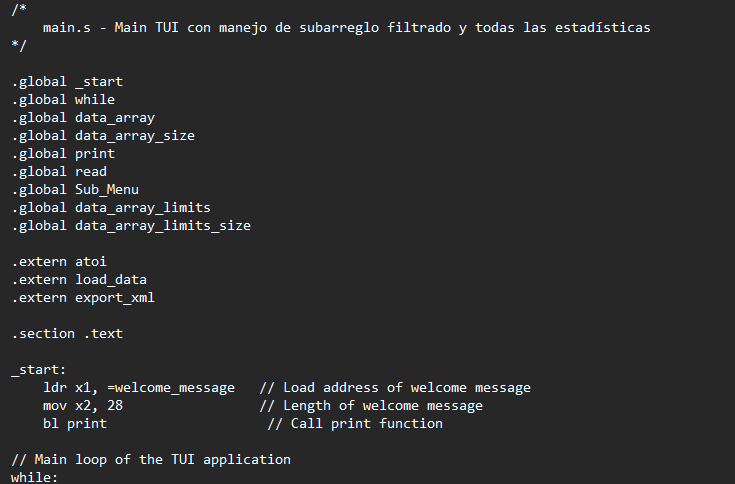 /*
    main.s - Main TUI con manejo de subarreglo filtrado y todas las estadísticas
*/

.global _start
.global while
.global data_array
.global data_array_size
.global print
.global read
.global Sub_Menu
.global data_array_limits
.global data_array_limits_size

.extern atoi
.extern load_data
.extern export_xml

.section .text

_start:
    ldr x1, =welcome_message   // Load address of welcome message
    mov x2, 28                 // Length of welcome message
    bl print                    // Call print function

// Main loop of the TUI application
while: